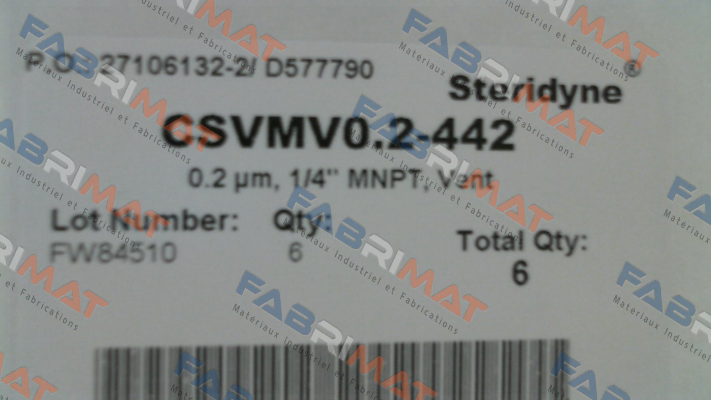 P.O.: 27106132-2/ D577790
Steridyne®
CSVMV0.2-442
0.2 µm, 1/4" MNPT, Vent
Lot Number: Qty:
FW84510 6
Total Qty:
6
FABRIMAT
Materiaux Industriel et Fabrications